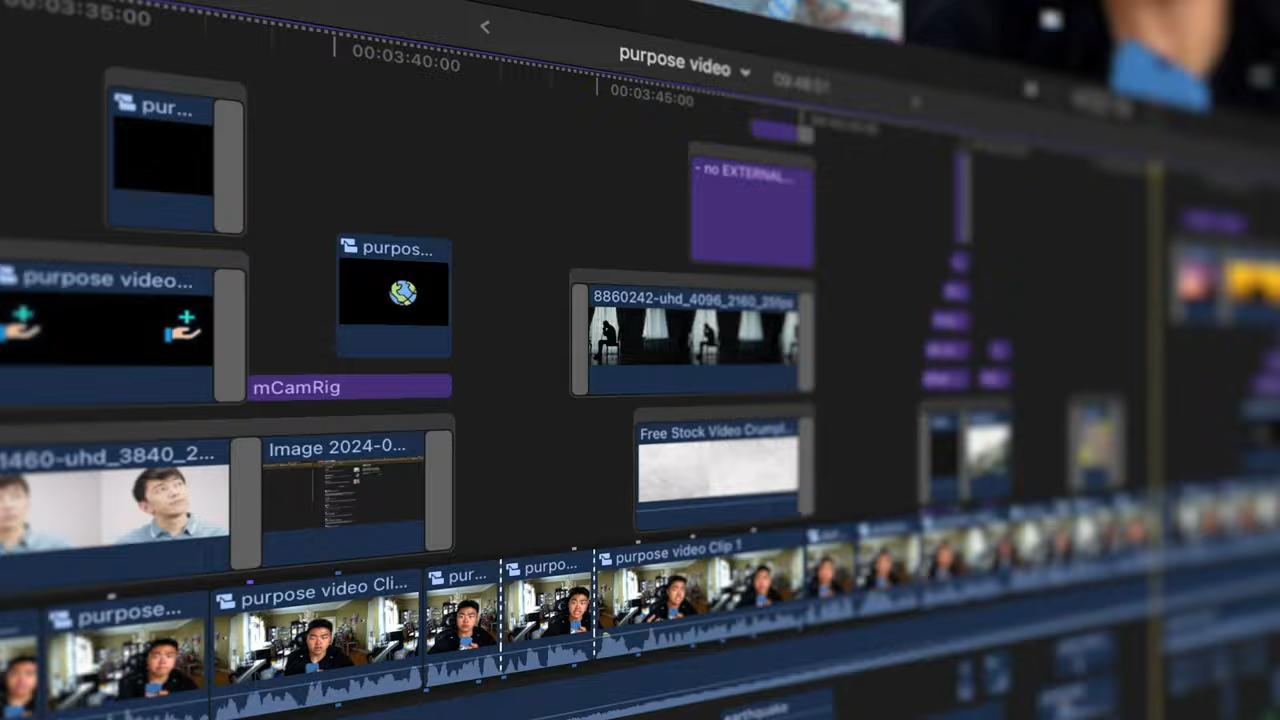 00:03:35:00
00:03:40:00
purpose video
00:03:45:00
pur...
- no EXTERNAL...
purpos...
purpose video...
8860242-uhd_4096_2160_25fps
mCamRig
Free Stock Video Crumpl...
1460-uhd_3840_2...
Image 2024-0...
purpose video Clip 1
purpo...
pur...
purpose video Cli...
purpose...
earthquake